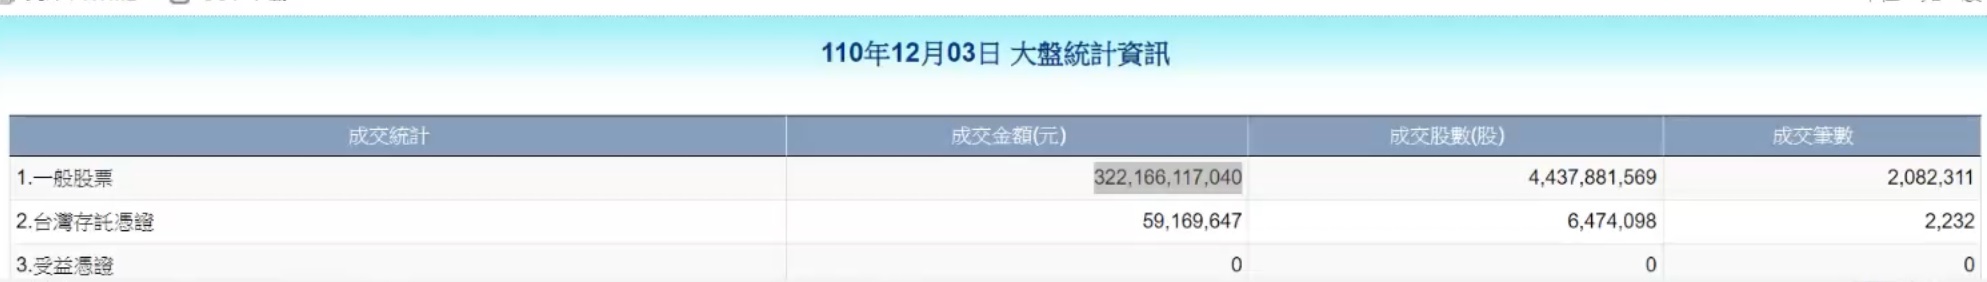 110年12月03日 大盤統計資訊
成交統計 成交金額(元) 成交股數(股) 成交筆數
1.一般股票 322,166,117,040 4,437,881,569 2,082,311
2.台灣存託憑證 59,169,647 6,474,098 2,232
3.受益憑證 0 0 0